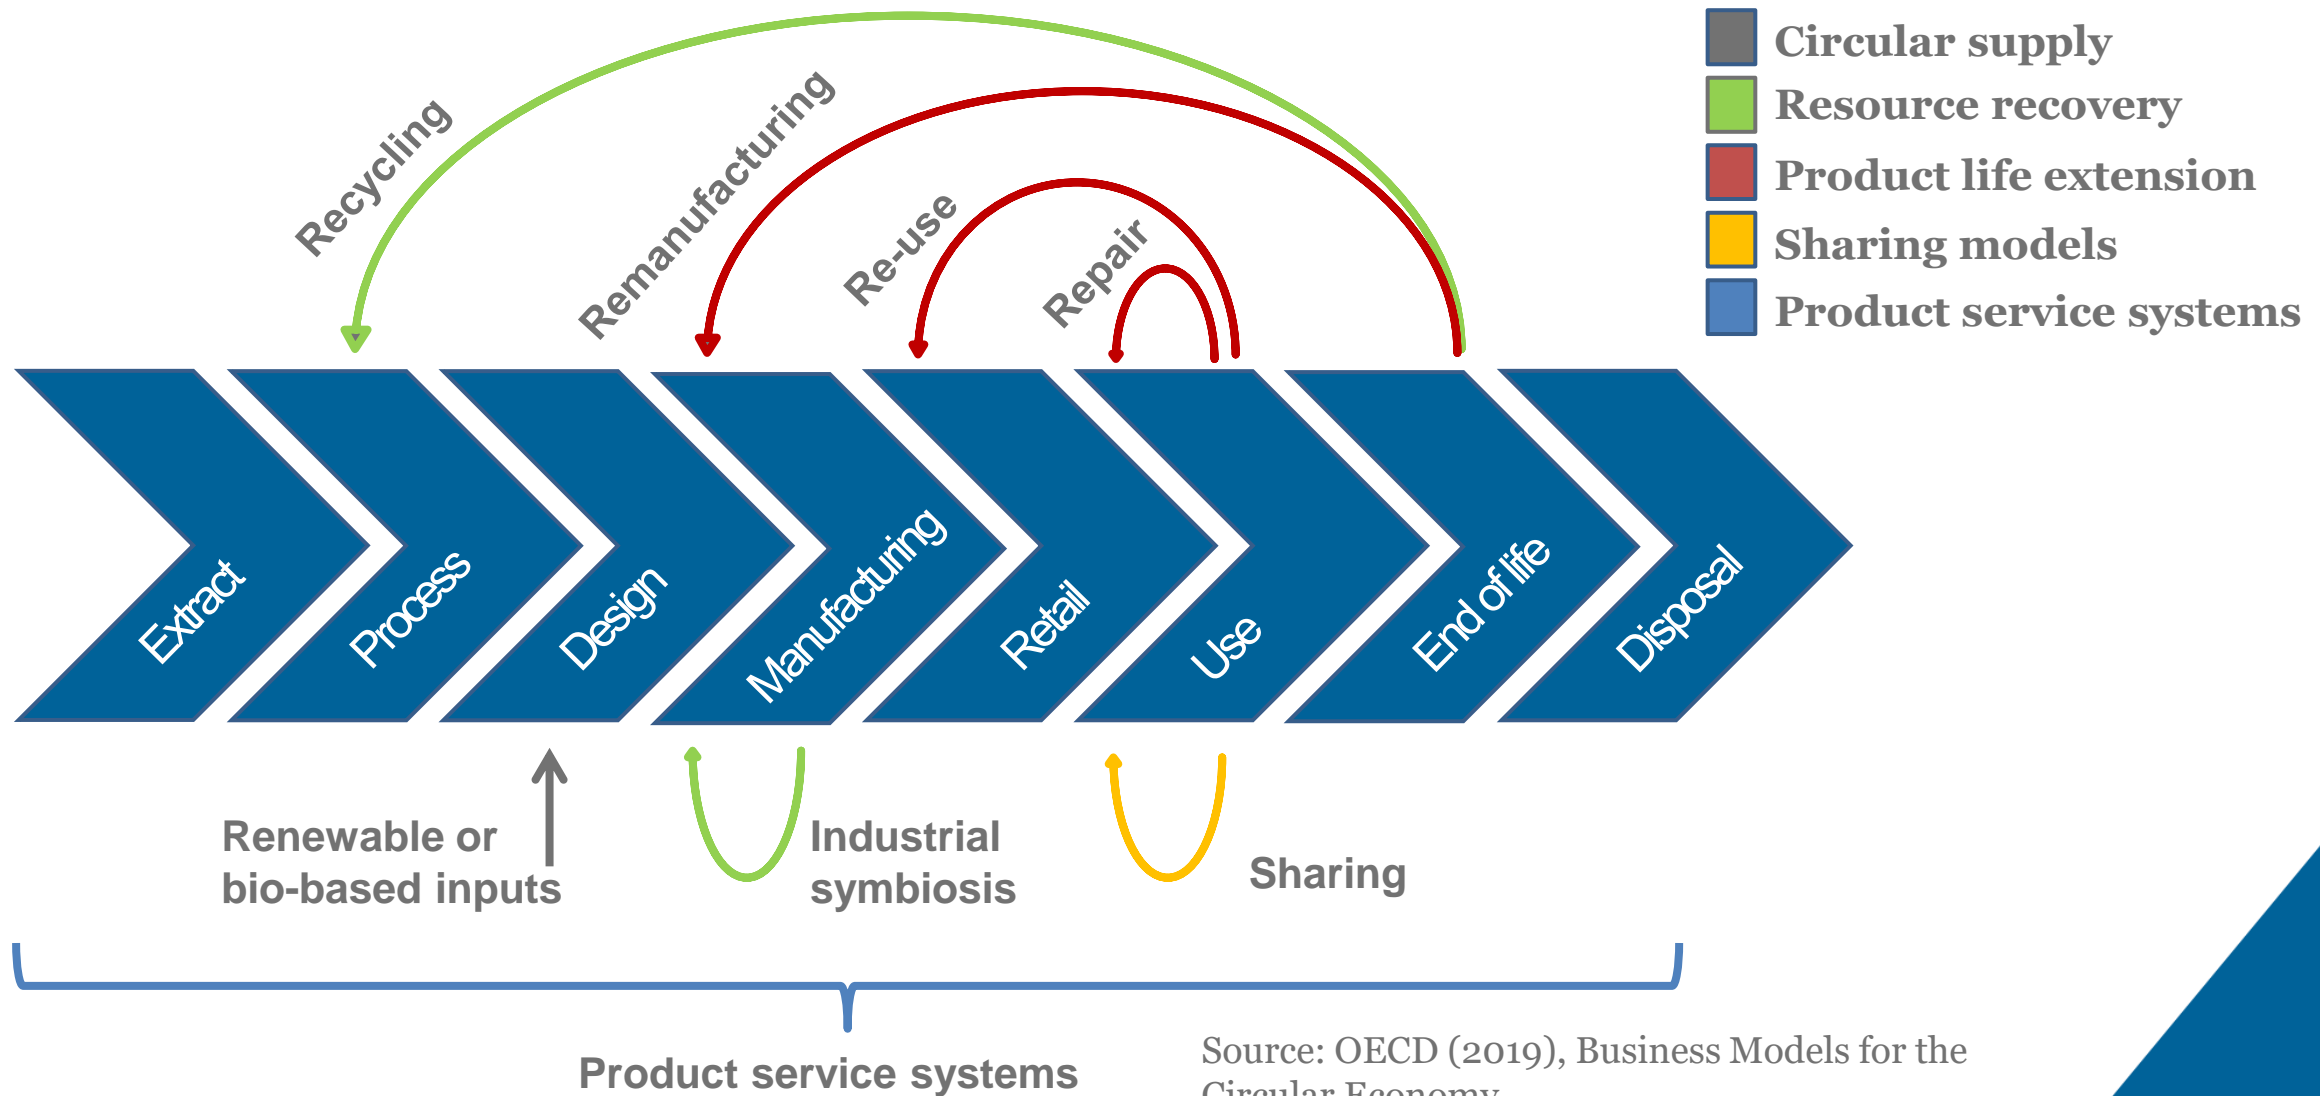 Circular supply
Resource recovery
Product life extension
Sharing models
Product service systems
Recycling
Remanufacturing
Re-use
Repair
Extract
Process
Design
Manufacturing
Retail
Use
End of life
Disposal
Renewable or
bio-based inputs
Industrial
symbiosis
Sharing
Product service systems
Source: OECD (2019), Business Models for the
Circular Economy